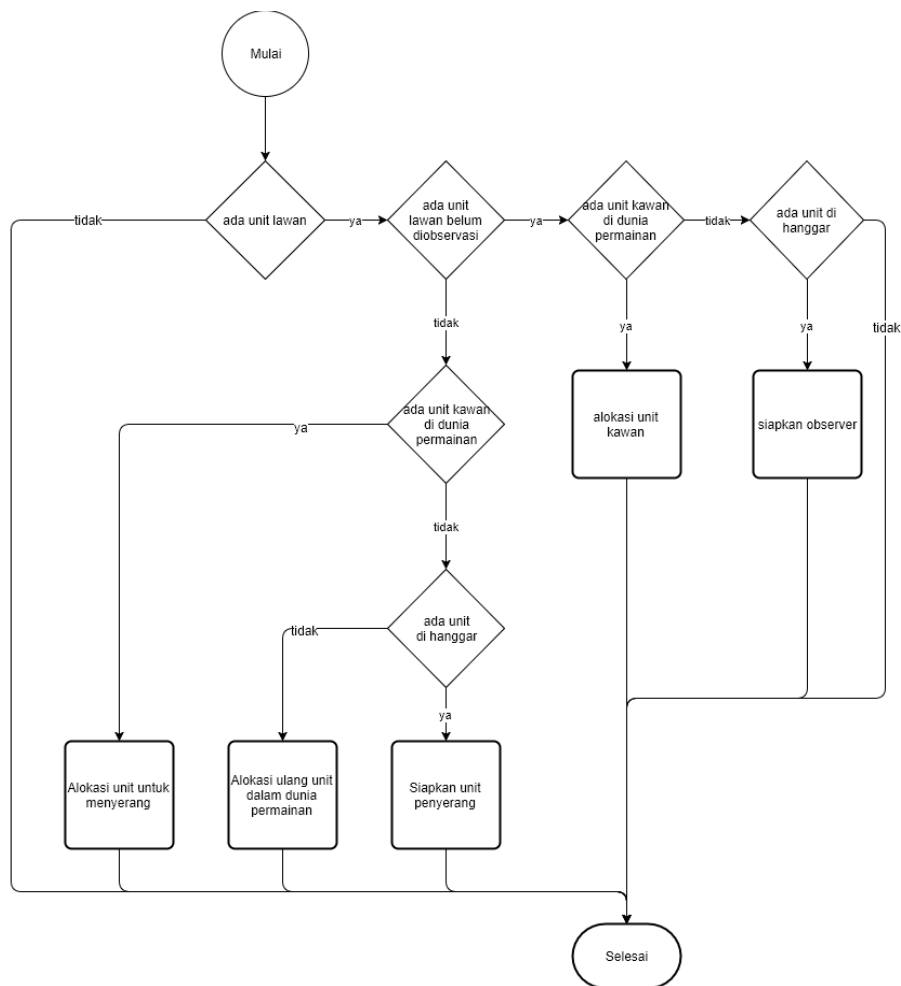 Mulai
ada unit lawan
tidak
ya
ada unit
lawan belum
diobservasi
ya
ada unit kawan
di dunia
permainan
tidak
ada unit di
hanggar
tidak
ya
ya
tidak
ada unit kawan
di dunia
permainan
ya
alokasi unit
kawan
siapkan observer
tidak
ada unit
di hanggar
tidak
ya
Alokasi unit untuk
menyerang
Alokasi ulang unit
dalam dunia
permainan
Siapkan unit
penyerang
Selesai